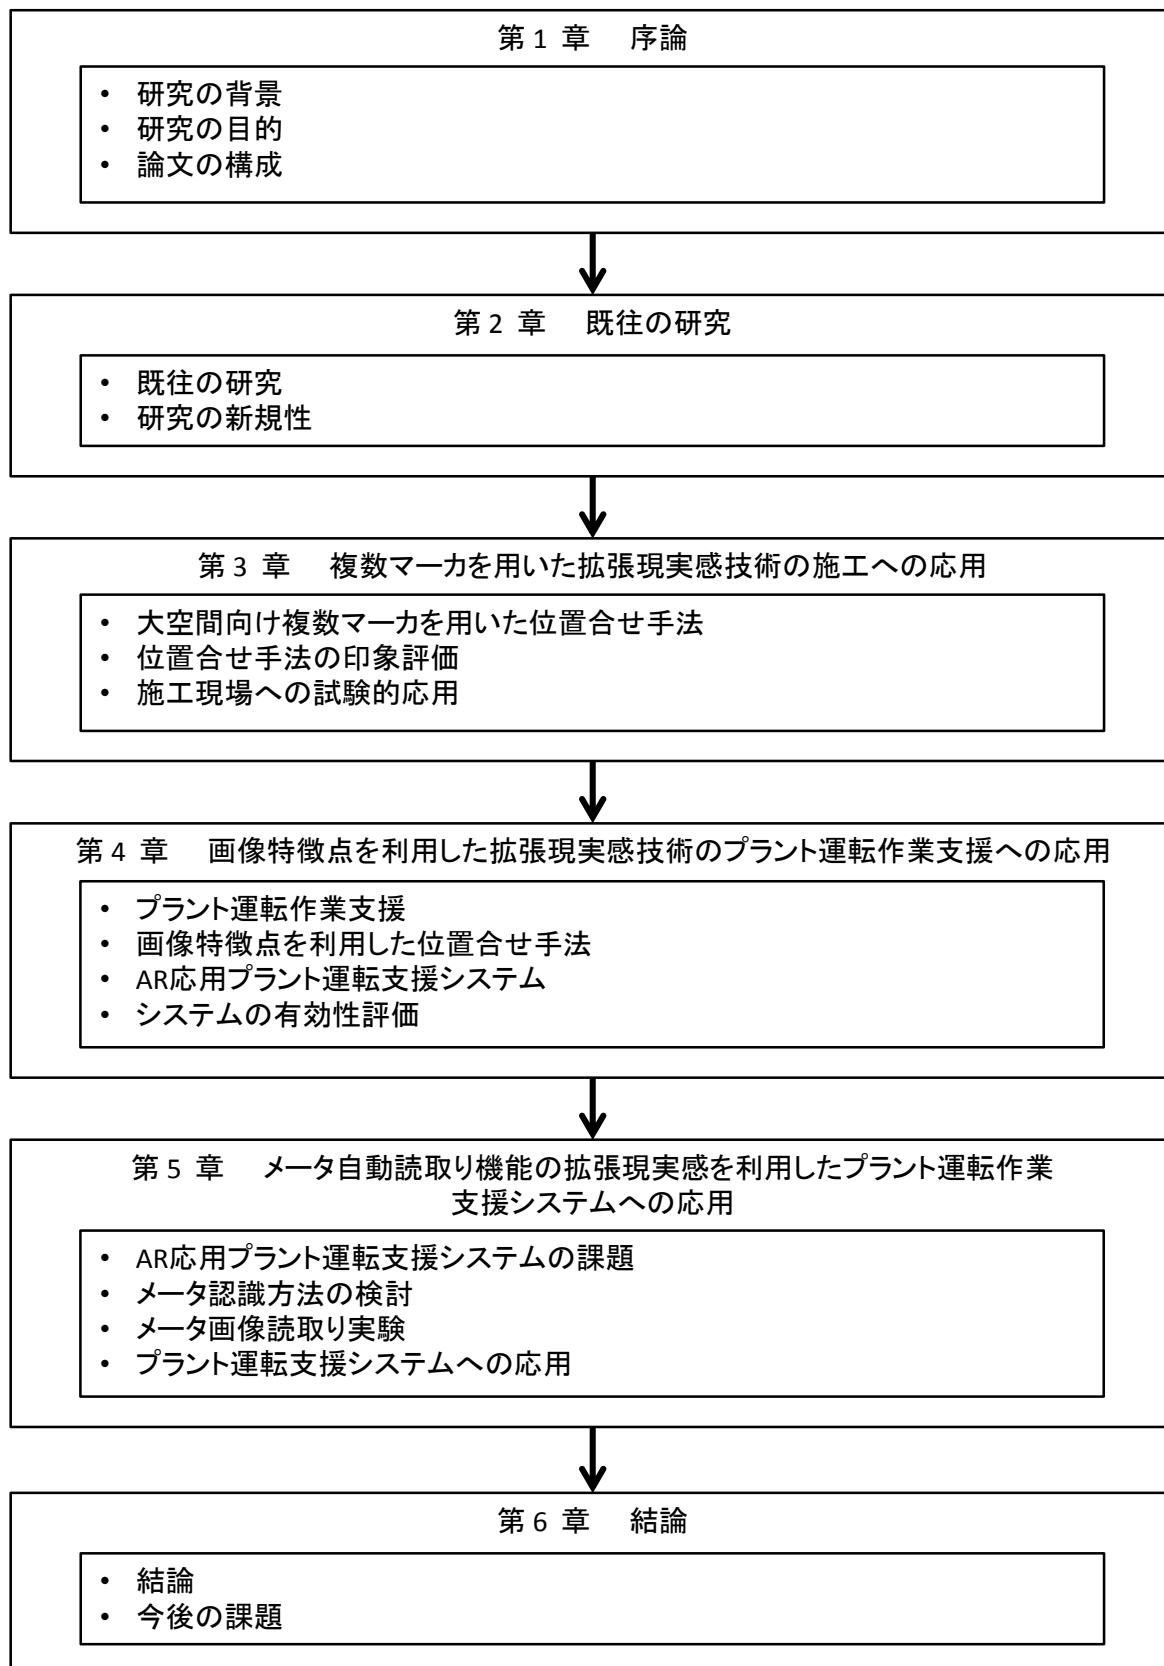 第 1 章 序論
• 研究の背景
• 研究の目的
• 論文の構成
第 2 章 既往の研究
• 既往の研究
• 研究の新規性
第 3 章 複数マーカを用いた拡張現実感技術の施工への応用
• 大空間向け複数マーカを用いた位置合せ手法
• 位置合せ手法の印象評価
• 施工現場への試験的応用
第 4 章 画像特徴点を利用した拡張現実感技術のプラント運転作業支援への応用
• プラント運転作業支援
• 画像特徴点を利用した位置合せ手法
• AR応用プラント運転支援システム
• システムの有効性評価
第 5 章 メータ自動読取り機能の拡張現実感を利用したプラント運転作業
支援システムへの応用
• AR応用プラント運転支援システムの課題
• メータ認識方法の検討
• メータ画像読取り実験
• プラント運転支援システムへの応用
第 6 章 結論
• 結論
• 今後の課題